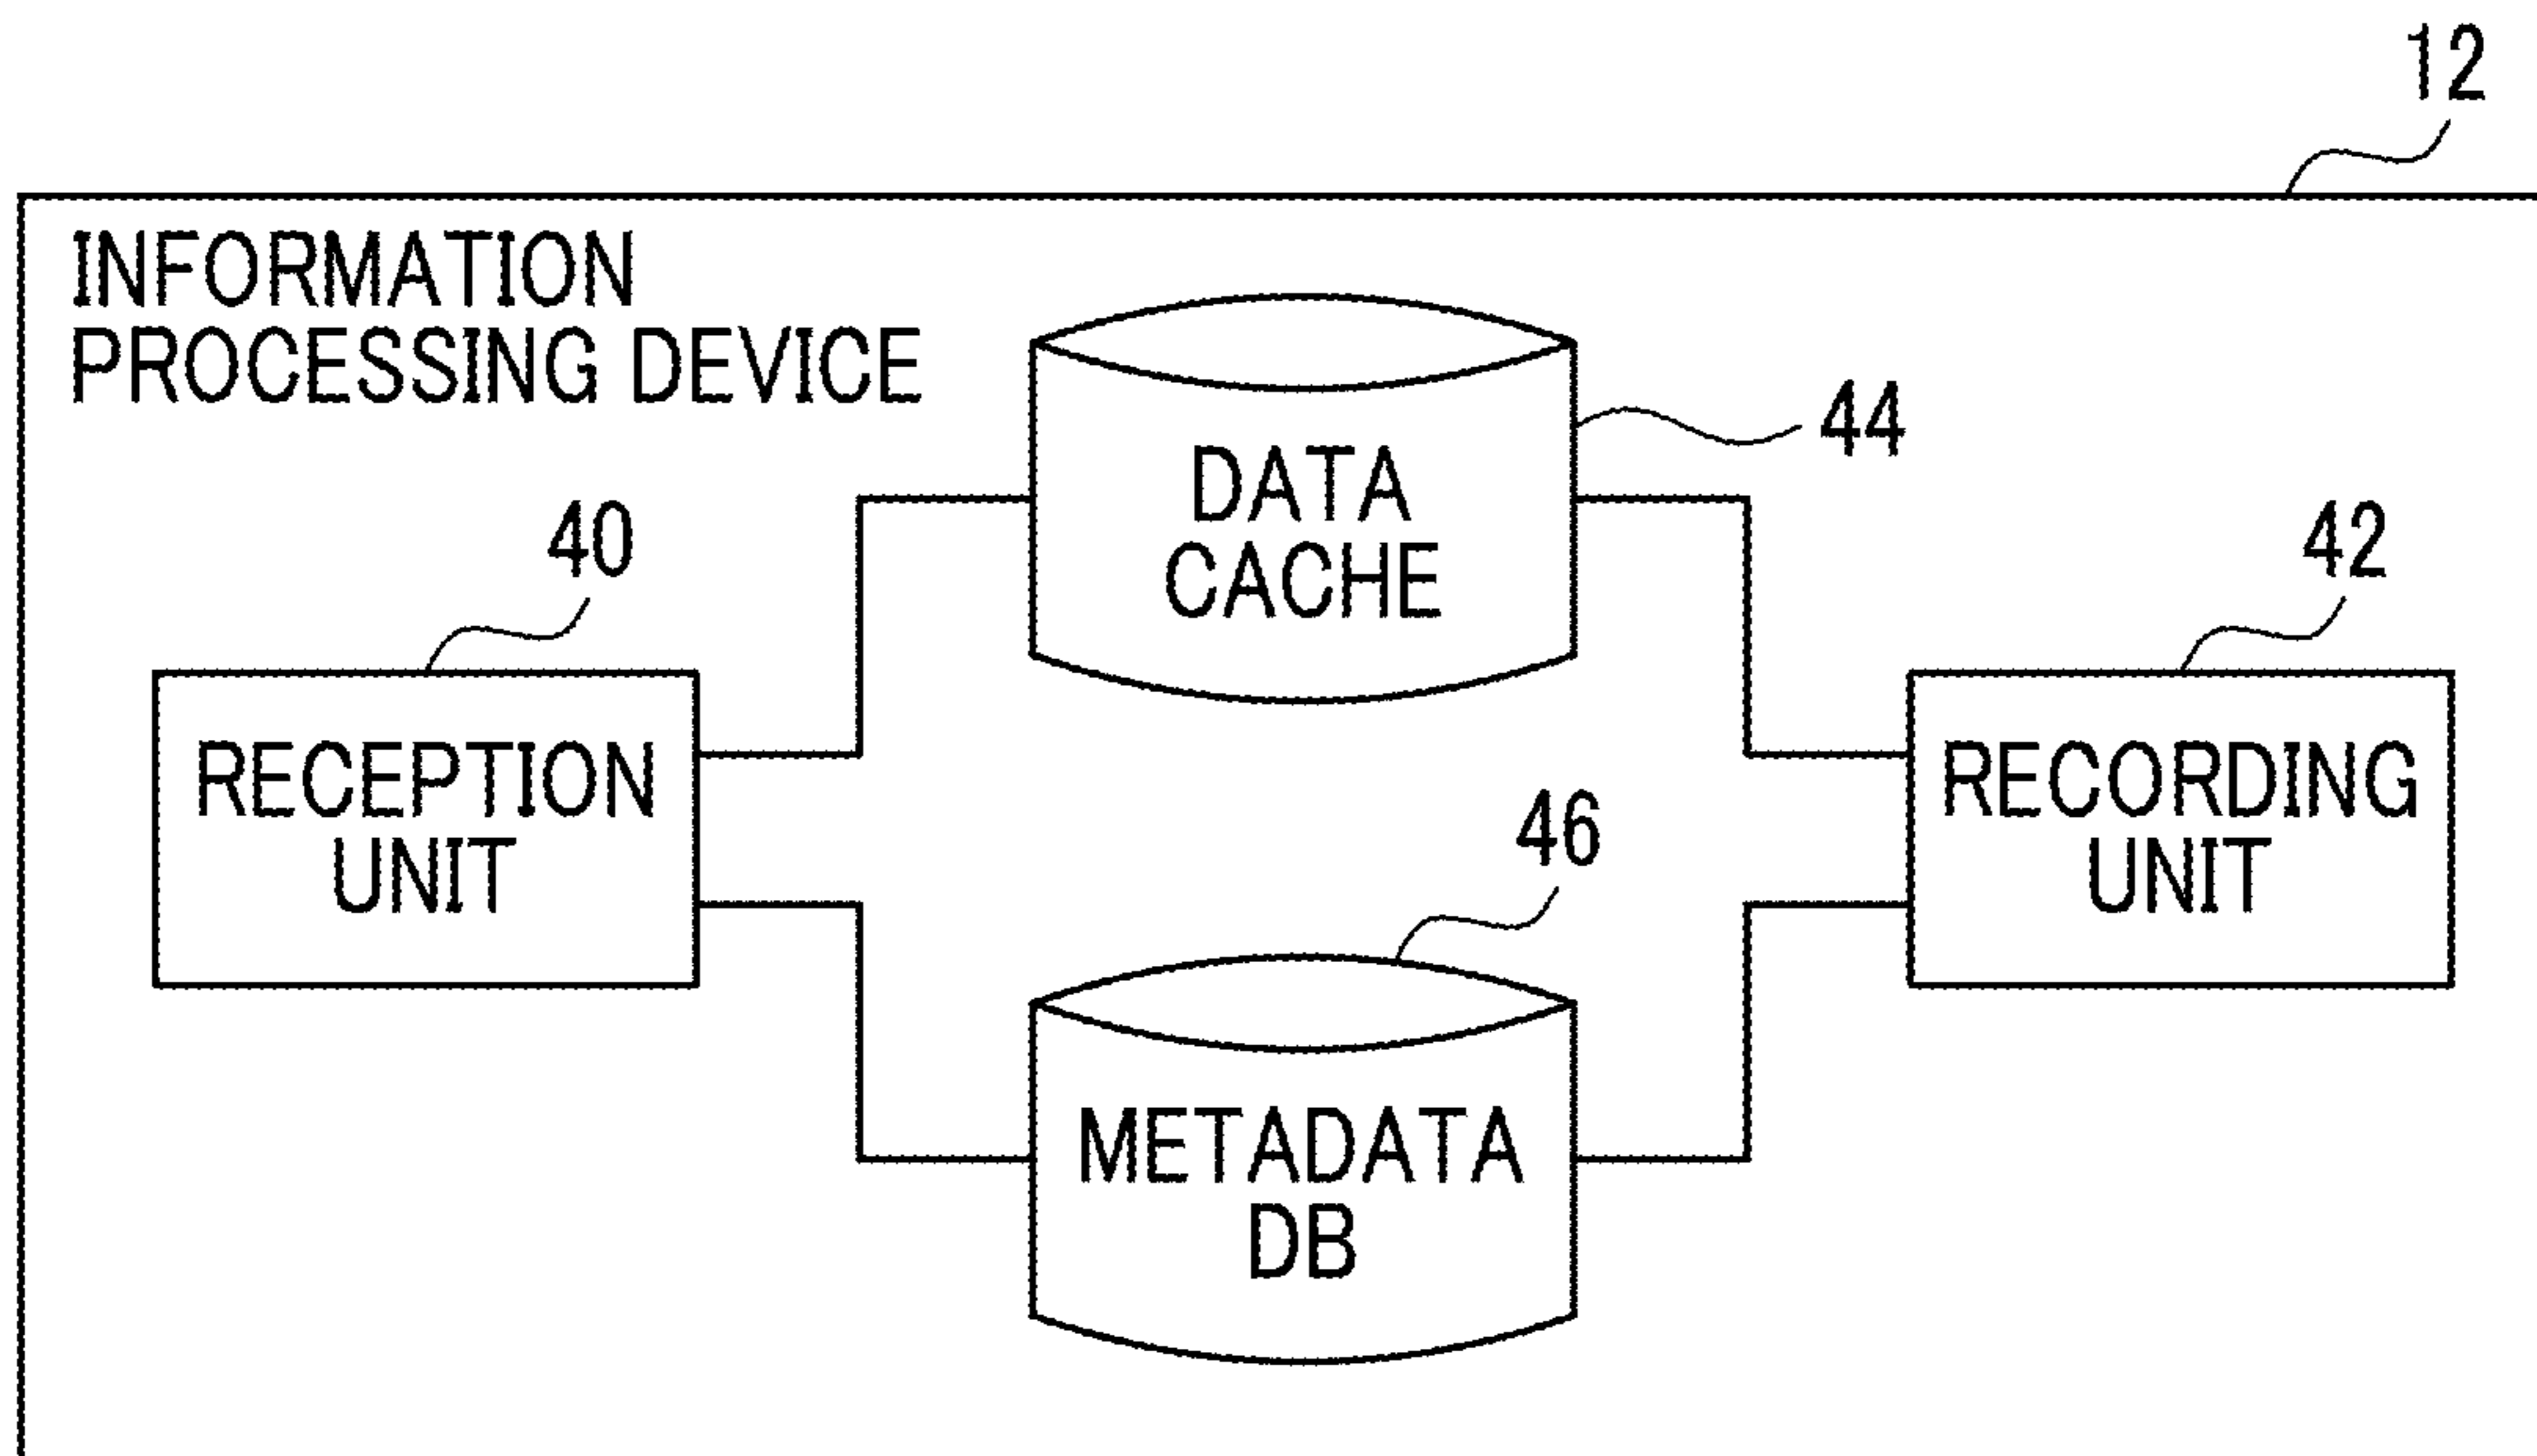 12
INFORMATION
PROCESSING DEVICE
44
DATA
CACHE
40
42
RECEPTION
UNIT
RECORDING
UNIT
46
METADATA
DB